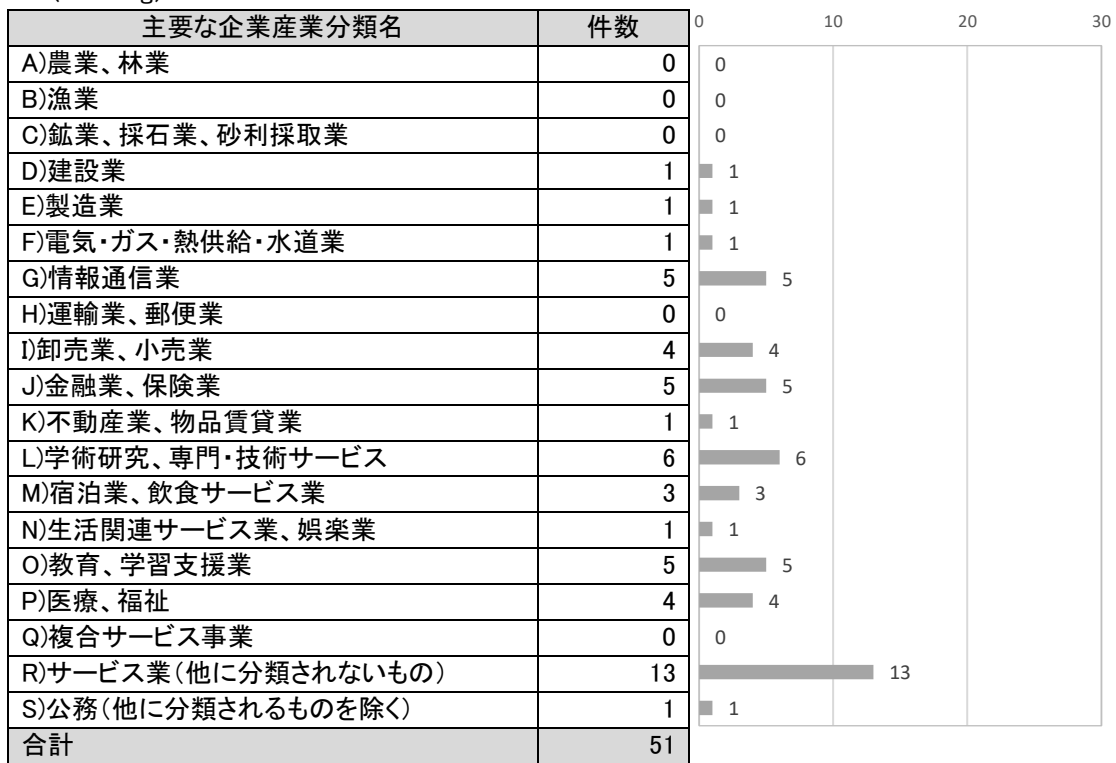 主要な企業産業分類名 件数 0 10 20 30
A)農業、林業 0 0
B)漁業 0 0
C)鉱業、採石業、砂利採取業 0 0
D)建設業 1 1
E)製造業 1 1
F)電気・ガス・熱供給・水道業 1 1
G)情報通信業 5 5
H)運輸業、郵便業 0 0
I)卸売業、小売業 4 4
J)金融業、保険業 5 5
K)不動産業、物品賃貸業 1 1
L)学術研究、専門・技術サービス 6 6
M)宿泊業、飲食サービス業 3 3
N)生活関連サービス業、娯楽業 1 1
O)教育、学習支援業 5 5
P)医療、福祉 4 4
Q)複合サービス事業 0 0
R)サービス業(他に分類されないもの) 13 13
S)公務(他に分類されるものを除く) 1 1
合計 51